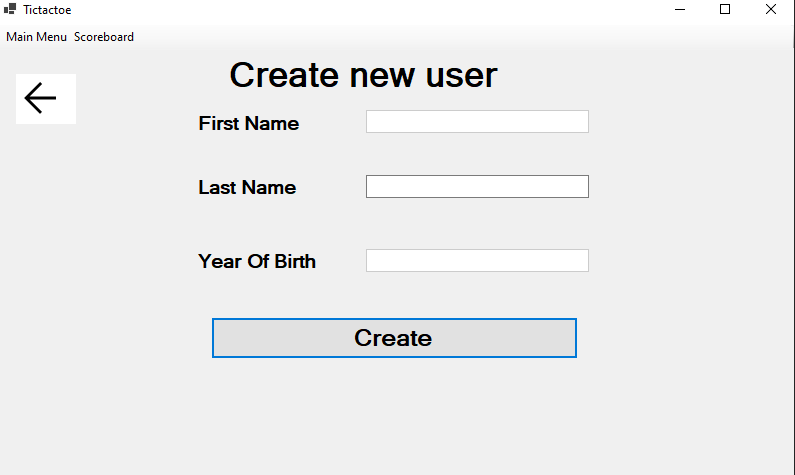 Tictactoe
Main Menu Scoreboard
Create new user
First Name
Last Name
Year Of Birth
Create